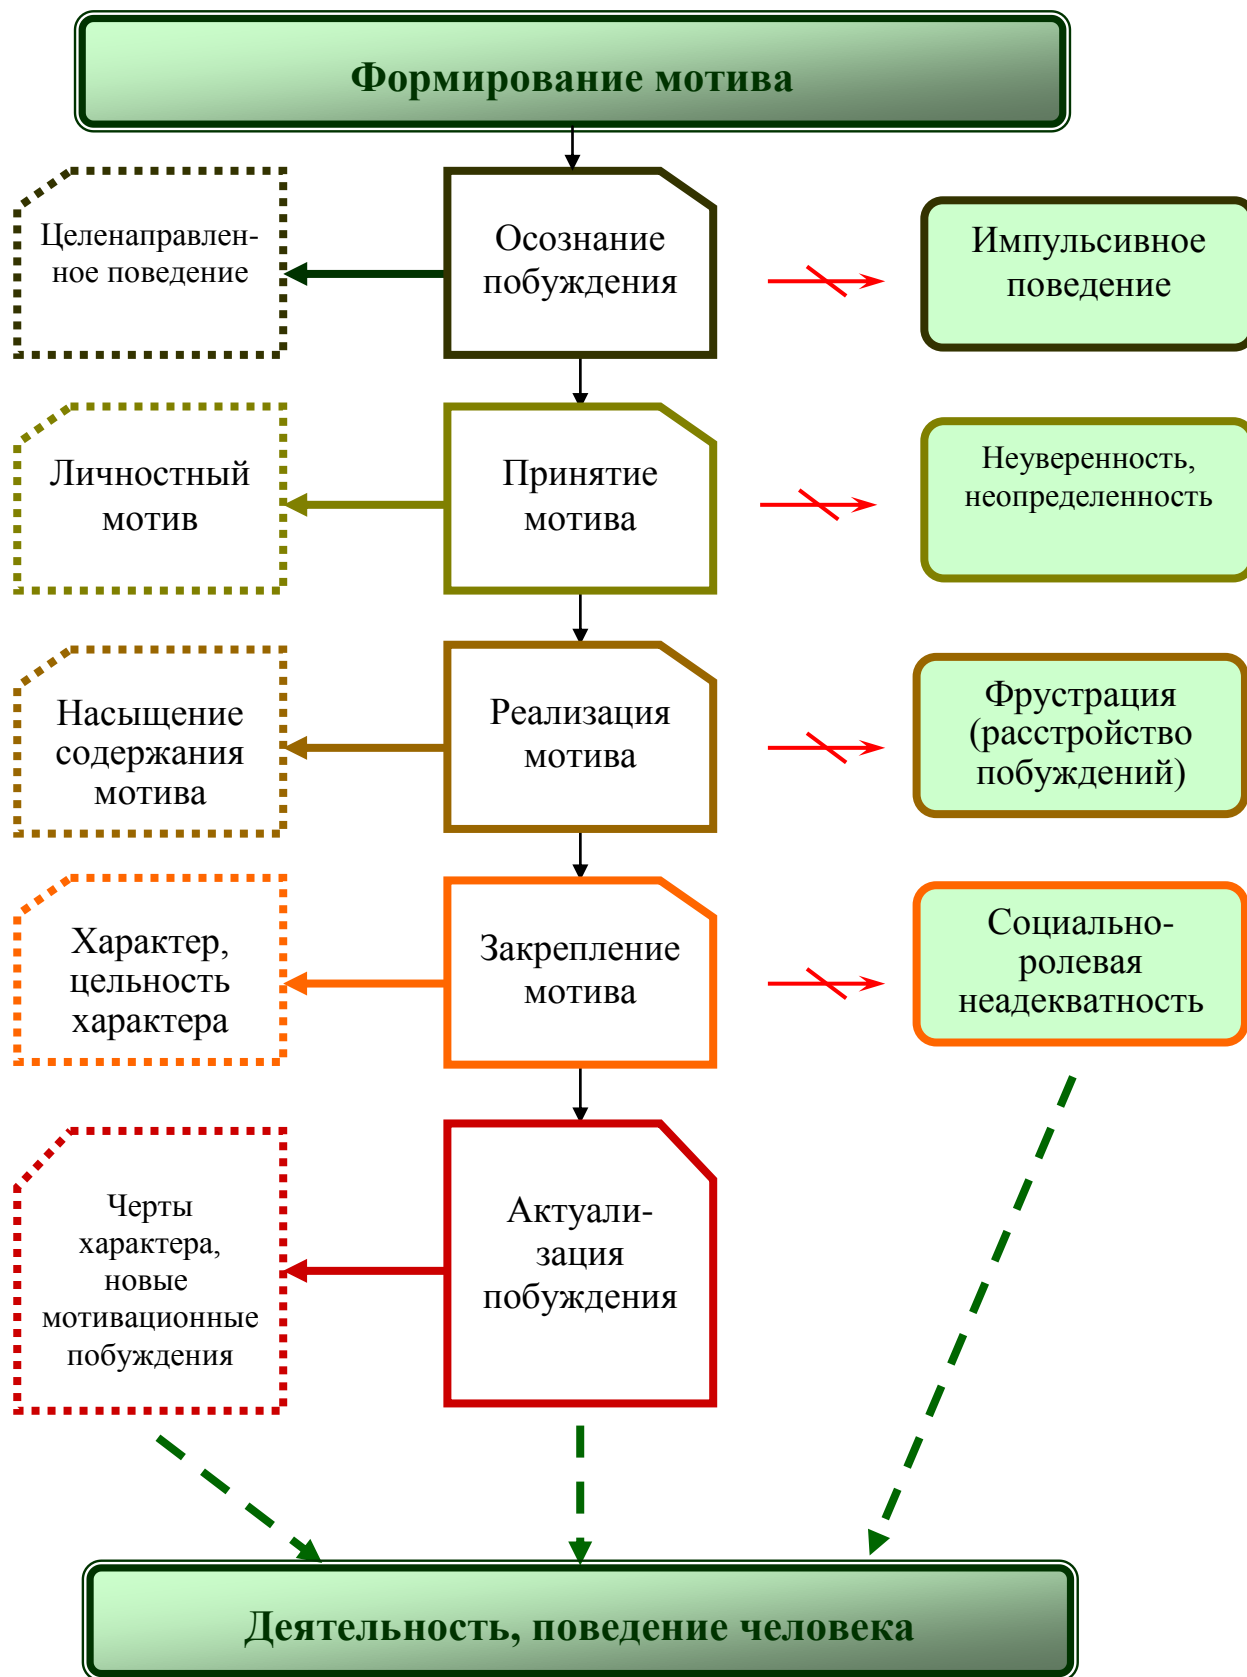 Формирование мотива
Целенаправлен-
ное поведение
Осознание
побуждения
Импульсивное
поведение
Личностный
мотив
Принятие
мотива
Неуверенность,
неопределенность
Насыщение
содержания
мотива
Реализация
мотива
Фрустрация
(расстройство
побуждений)
Характер,
цельность
характера
Закрепление
мотива
Социально-
ролевая
неадекватность
Черты
характера,
новые
мотивационные
побуждения
Актуали-
зация
побуждения
Деятельность, поведение человека